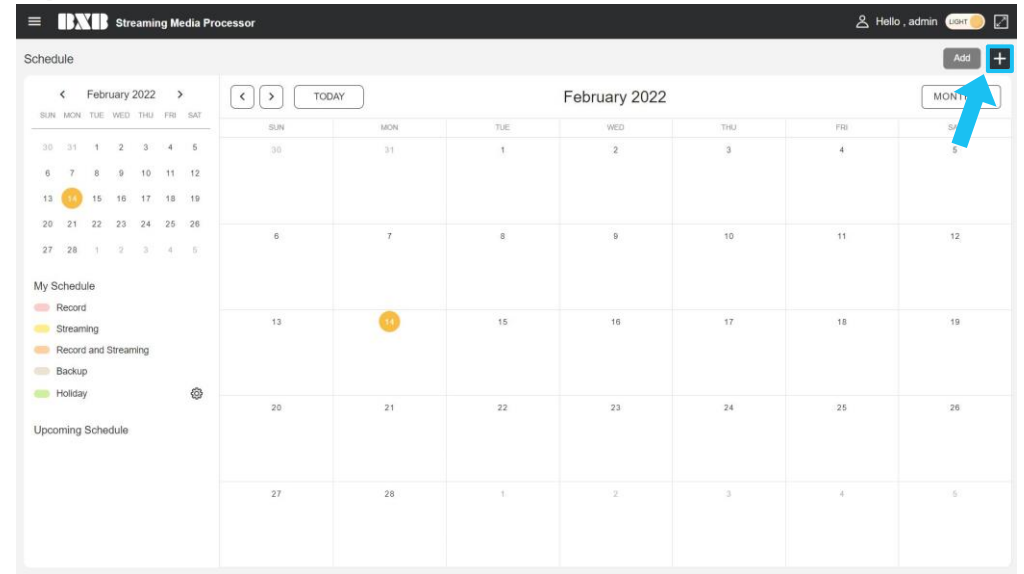 BXB Streaming Media Processor Hello , admin LIGHT
Schedule Add
February 2022
SUN MON TUE WED THU FRI SAT
30 31 1 2 3 4 5
6 7 8 9 10 11 12
13 14 15 16 17 18 19
20 21 22 23 24 25 26
27 28 1 2 3 4 5
My Schedule
Record
Streaming
Record and Streaming
Backup
Holiday
Upcoming Schedule
TODAY February 2022
SUN MON TUE WED THU FRI
30 31 1 2 3 4 5
6 7 8 9 10 11 12
13 14 15 16 17 18 19
20 21 22 23 24 25 26
27 28 1 2 3 4 5